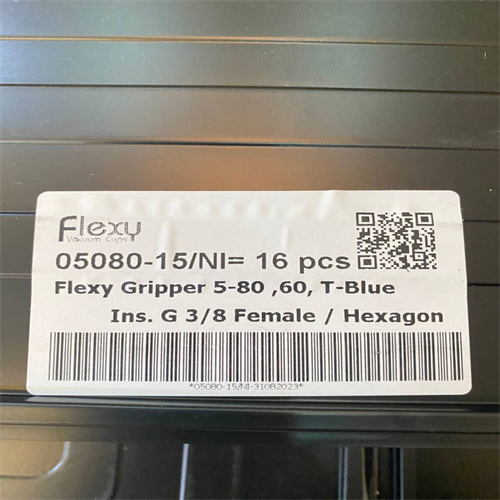 Flexy
Vacuum Cups
05080-15/NI= 16 pcs
Flexy Gripper 5-80 ,60, T-Blue
Ins. G 3/8 Female / Hexagon
*05080-15/NI-310B2023*